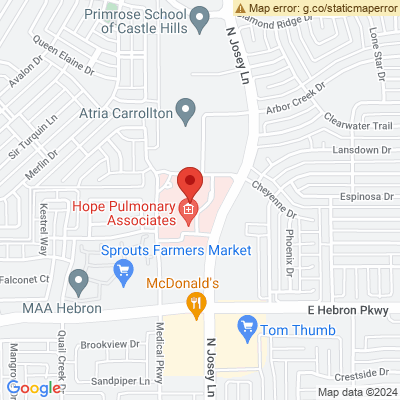 Map error: g.co/staticmaperror
Primrose School
of Castle Hills
Diamond Ridge Dr
N Josey Ln
Queen Elaine Dr
Avalon Dr
Lone Star Dr
Arbor Creek Dr
Atria Carrollton
Clearwater Trail
Sir Turquin Ln
Merlin Dr
Lansdown Dr
Cheyenne Dr
Espinosa Dr
Hope Pulmonary
Associates
Kestrel Way
Phoenix Dr
Sprouts Farmers Market
Falconet Ct
McDonald's
MAA Hebron
E Hebron Pkwy
Tom Thumb
Medical Pkwy
Quail Creek
Brookview Dr
N Josey Ln
Sandpiper Ln
Crestside Dr
Google
Map data ©2024